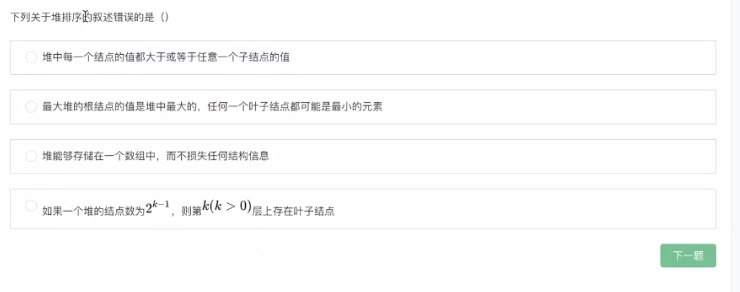 下列关于堆排序的叙述错误的是（）
堆中每一个结点的值都大于或等于任意一个子结点的值
最大堆的根结点的值是堆中最大的，任何一个叶子结点都可能是最小的元素
堆能够存储在一个数组中，而不损失任何结构信息
如果一个堆的结点数为2^{k-1}，则第k(k > 0)层上存在叶子结点
下一题